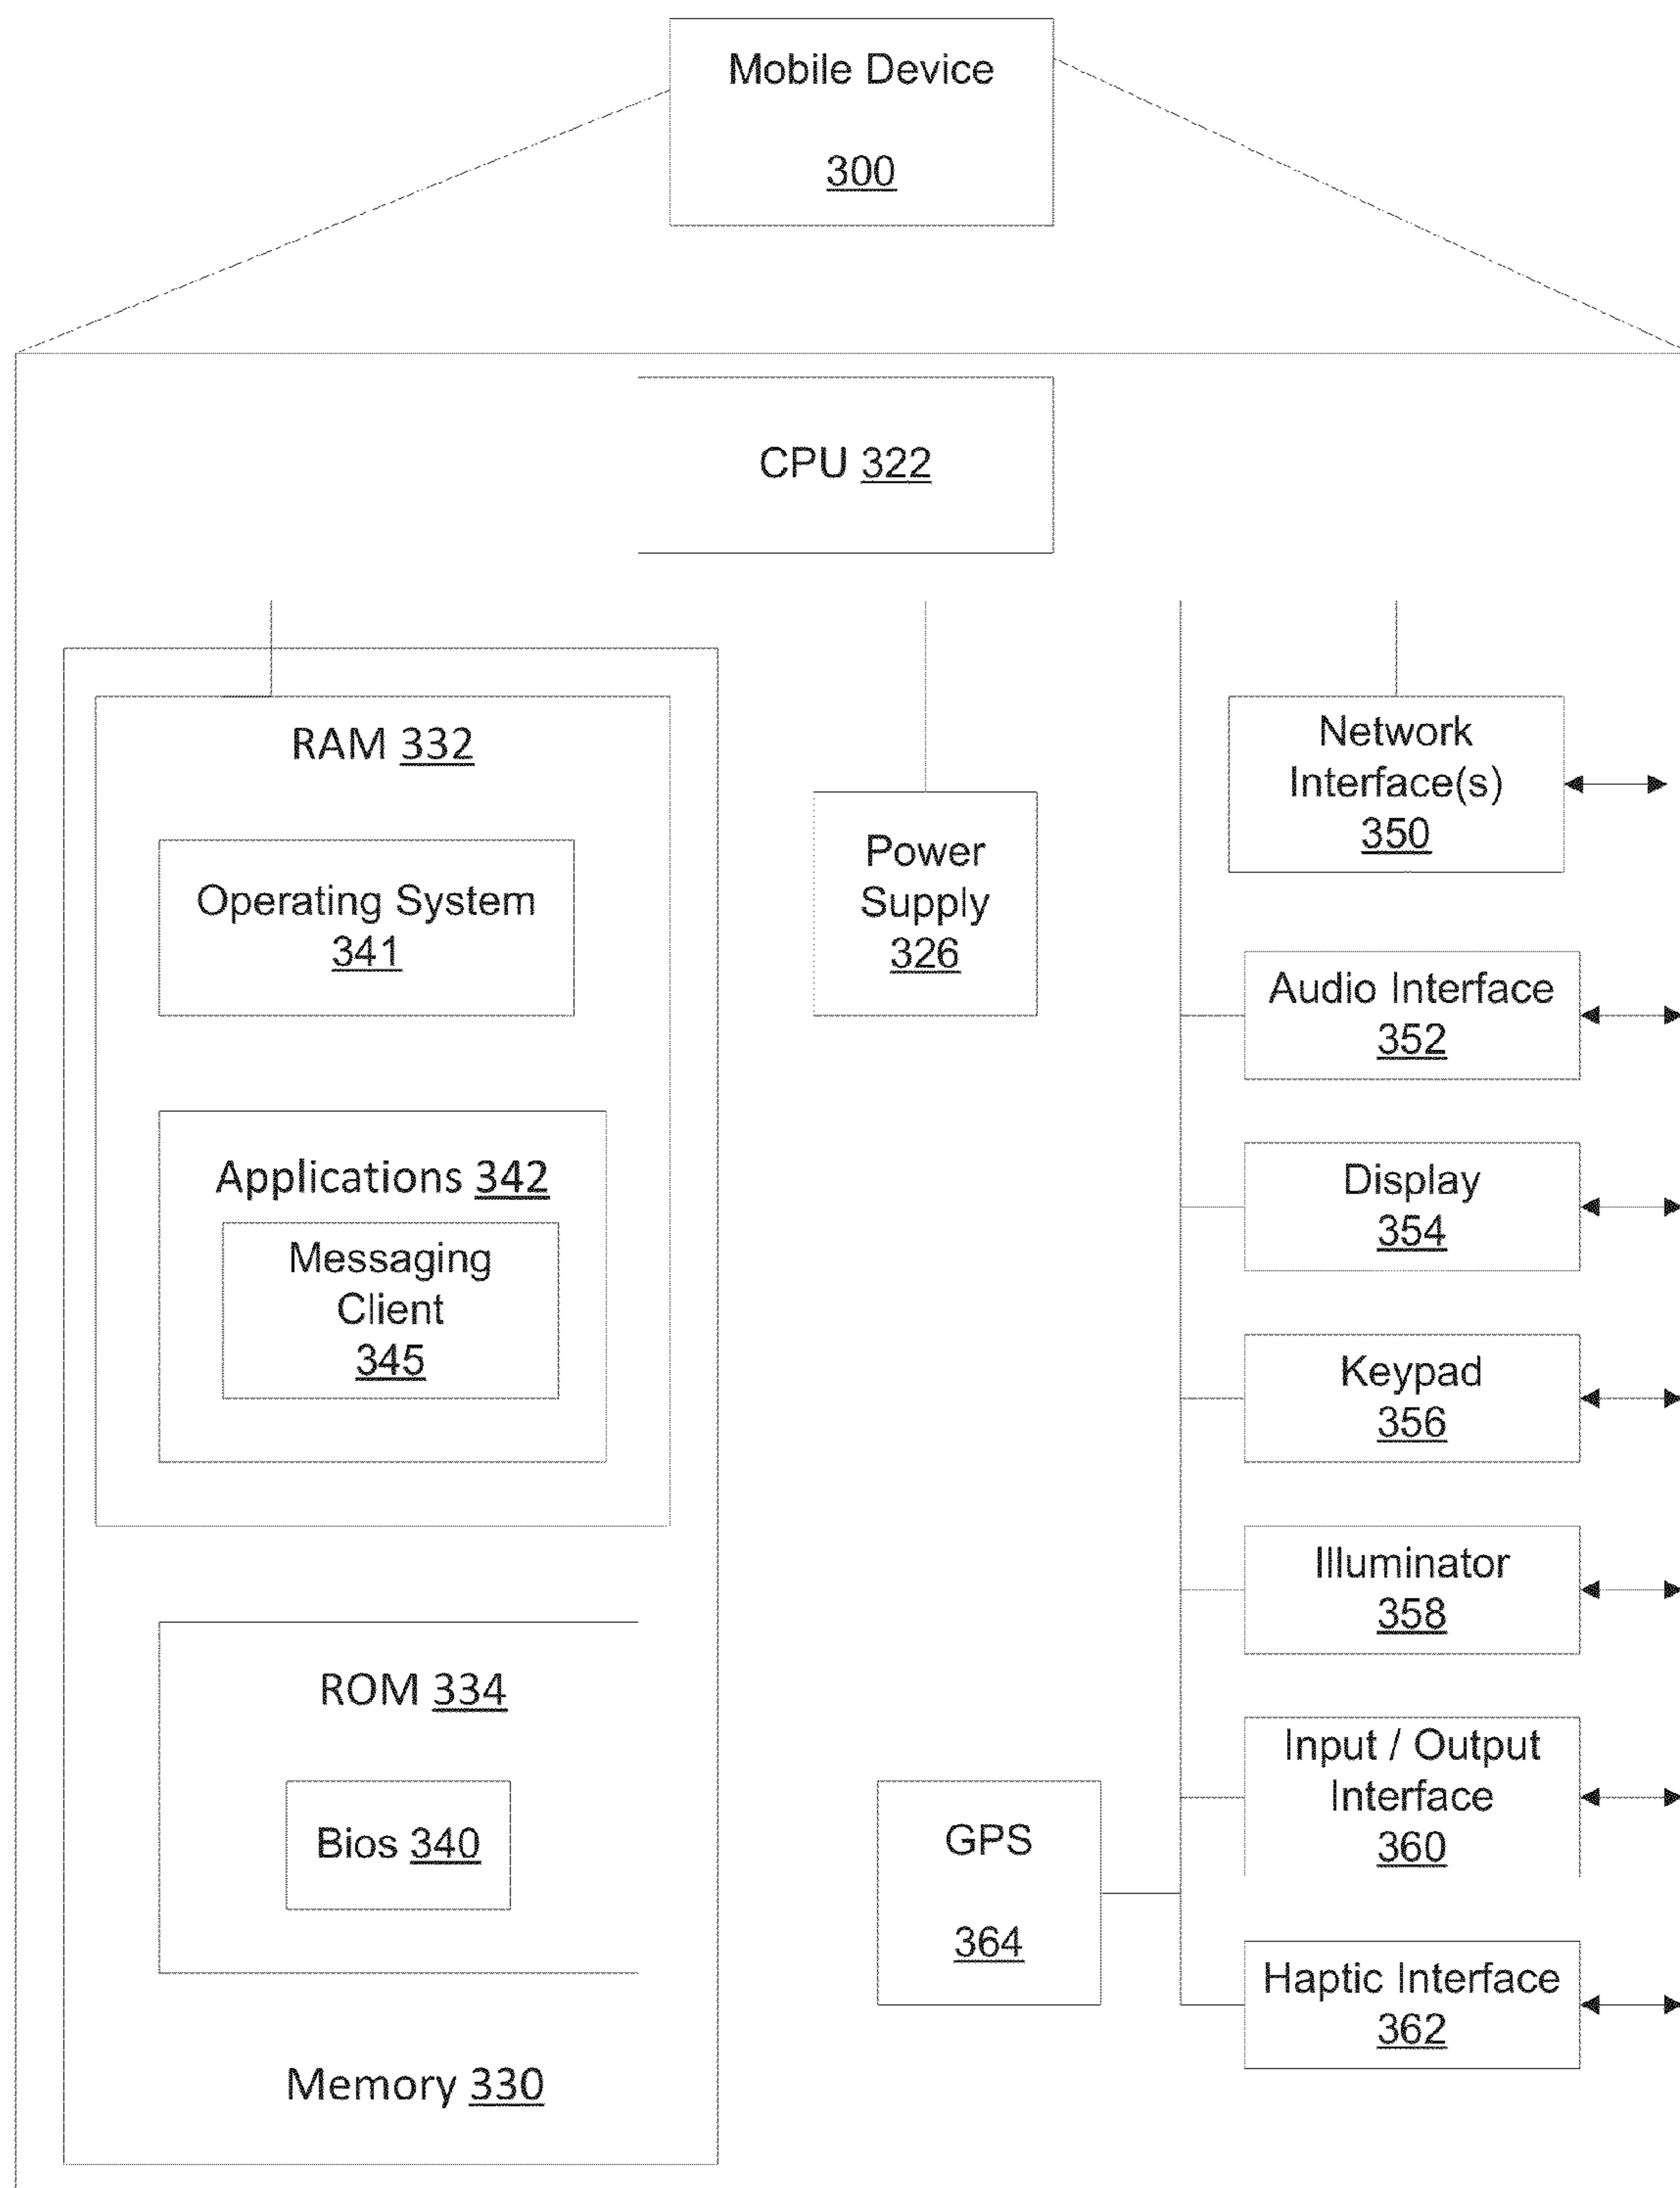 Mobile Device
300
CPU 322
RAM 332
Operating System
341
Applications 342
Messaging
Client
345
ROM 334
Bios 340
Memory 330
Power
Supply
326
GPS
364
Network
Interface(s)
350
Audio Interface
352
Display
354
Keypad
356
Illuminator
358
Input / Output
Interface
360
Haptic Interface
362